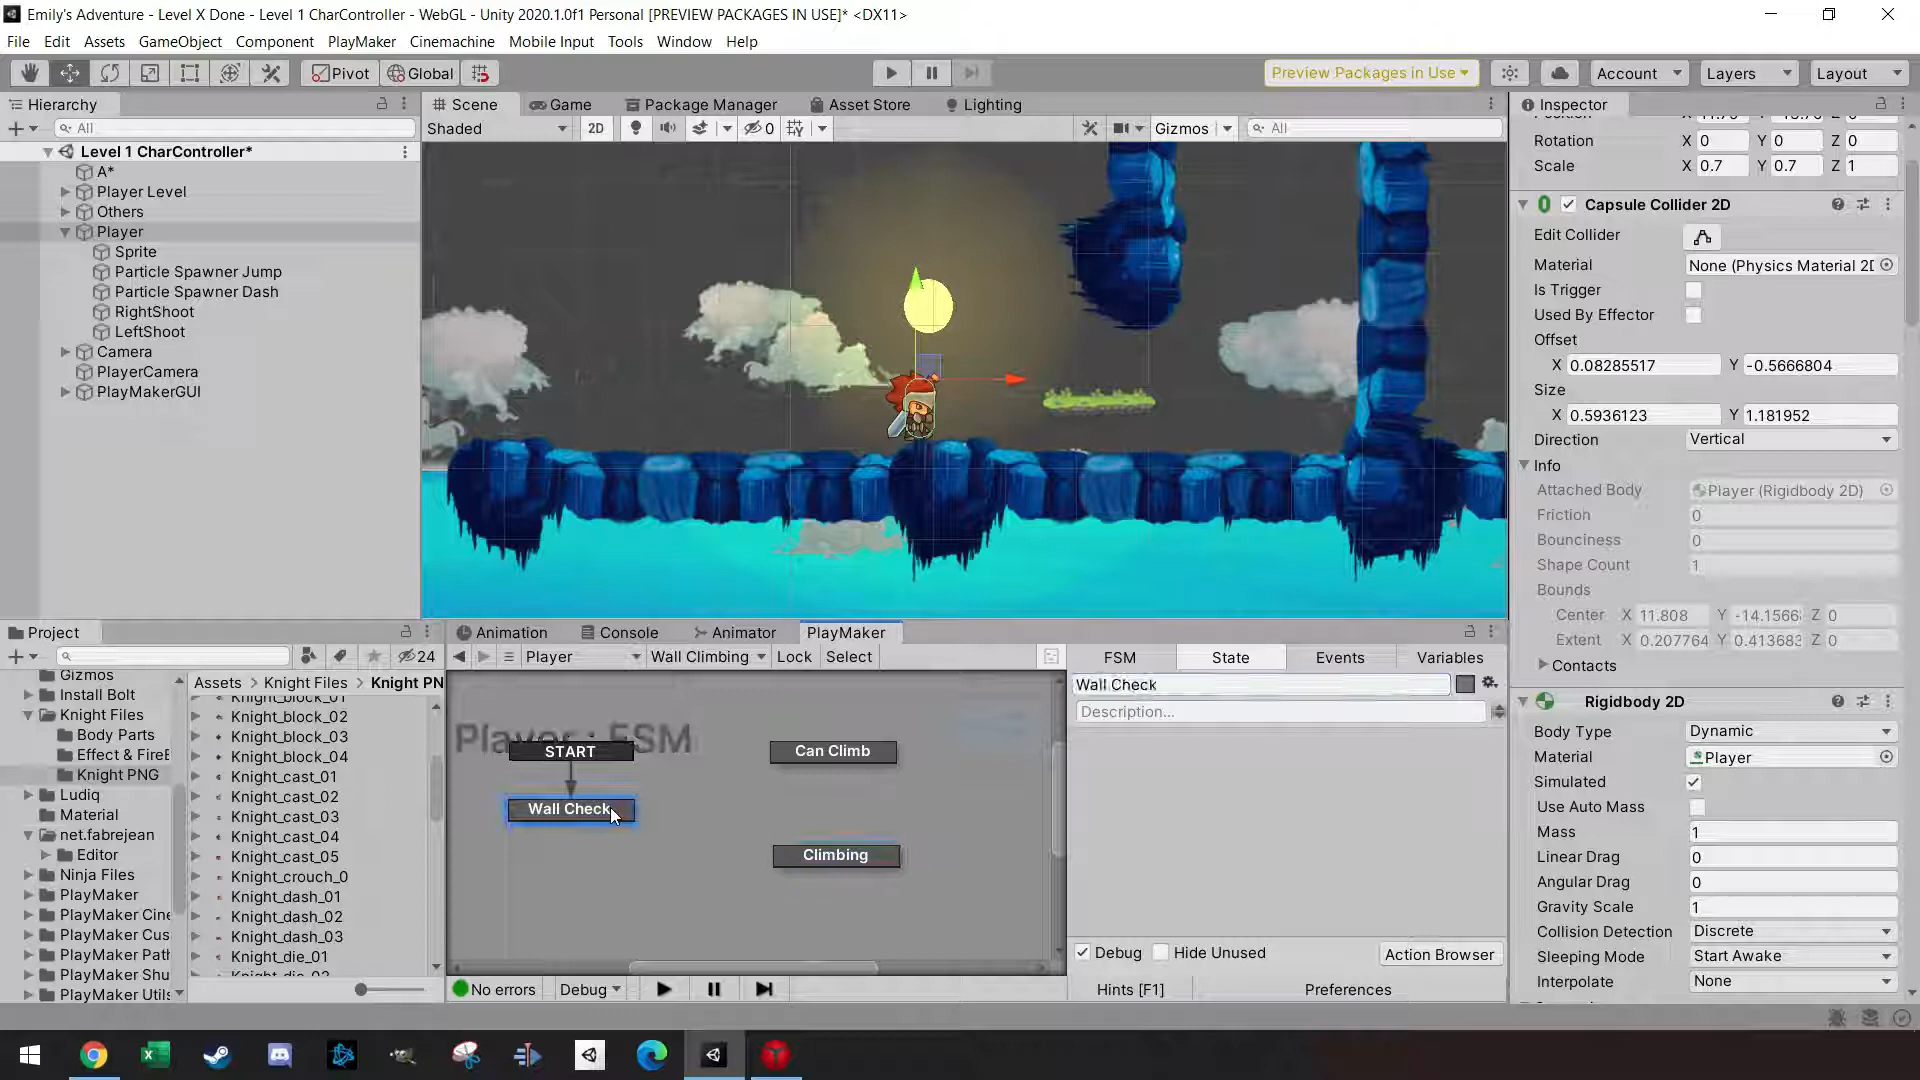 Emily's Adventure - Level X Done - Level 1 CharController - WebGL - Unity 2020.1.0f1 Personal [PREVIEW PACKAGES IN USE]* <DX11>
File Edit Assets GameObject Component PlayMaker Cinemachine Mobile Input Tools Window Help
Pivot Global Preview Packages in Use Account Layers Layout
Hierarchy
All
Level 1 CharController*
A*
Player Level
Others
Player
Sprite
Particle Spawner Jump
Particle Spawner Dash
RightShoot
LeftShoot
Camera
PlayerCamera
PlayMakerGUI
Scene Game Package Manager Asset Store Lighting
Shaded 2D 0 Gizmos All
Inspector
Rotation X 0 Y 0 Z 0
Scale X 0.7 Y 0.7 Z 1
Capsule Collider 2D
Edit Collider
Material None (Physics Material 2D
Is Trigger
Used By Effector
Offset
X 0.08285517 Y -0.5666804
Size
X 0.5936123 Y 1.181952
Direction Vertical
Info
Attached Body Player (Rigidbody 2D)
Friction 0
Bounciness 0
Shape Count 1
Bounds
Center X 11.808 Y -14.1566 Z 0
Extent X 0.207764 Y 0.413683 Z 0
Contacts
Rigidbody 2D
Body Type Dynamic
Material Player
Simulated
Use Auto Mass
Mass 1
Linear Drag 0
Angular Drag 0
Gravity Scale 1
Collision Detection Discrete
Sleeping Mode Start Awake
Interpolate None
Project
24
Gizmos
Install Bolt
Knight Files
Body Parts
Effect & FireE
Knight PNG
Ludiq
Material
net.fabrejean
Editor
Ninja Files
PlayMaker
PlayMaker Cine
PlayMaker Cus
PlayMaker Path
PlayMaker Shu
PlayMaker Utils
Assets Knight Files Knight PN
Knight_block_01
Knight_block_02
Knight_block_03
Knight_block_04
Knight_cast_01
Knight_cast_02
Knight_cast_03
Knight_cast_04
Knight_cast_05
Knight_crouch_0
Knight_dash_01
Knight_dash_02
Knight_dash_03
Knight_die_01
Animation Console Animator PlayMaker
Player Wall Climbing Lock Select
Player : FSM
START
Wall Check
Can Climb
Climbing
No errors Debug
FSM State Events Variables
Wall Check
Description...
Debug Hide Unused Action Browser
Hints [F1] Preferences